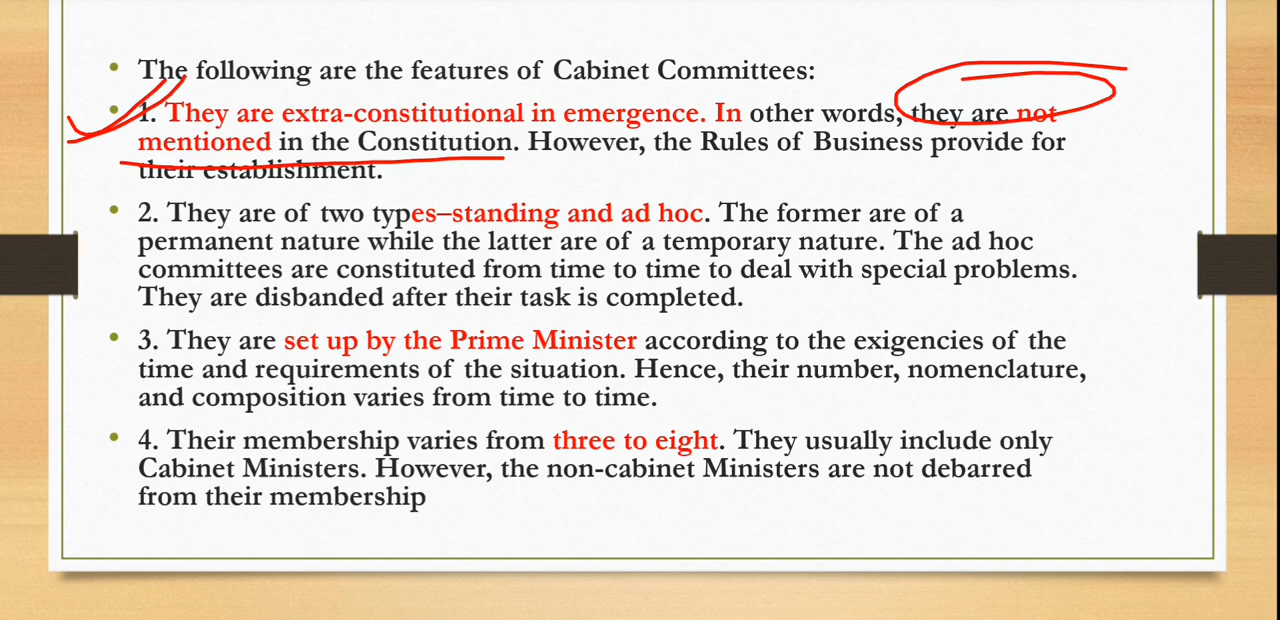 • The following are the features of Cabinet Committees:
• 1. They are extra-constitutional in emergence. In other words, they are not
mentioned in the Constitution. However, the Rules of Business provide for
their establishment.
• 2. They are of two types–standing and ad hoc. The former are of a
permanent nature while the latter are of a temporary nature. The ad hoc
committees are constituted from time to time to deal with special problems.
They are disbanded after their task is completed.
• 3. They are set up by the Prime Minister according to the exigencies of the
time and requirements of the situation. Hence, their number, nomenclature,
and composition varies from time to time.
• 4. Their membership varies from three to eight. They usually include only
Cabinet Ministers. However, the non-cabinet Ministers are not debarred
from their membership